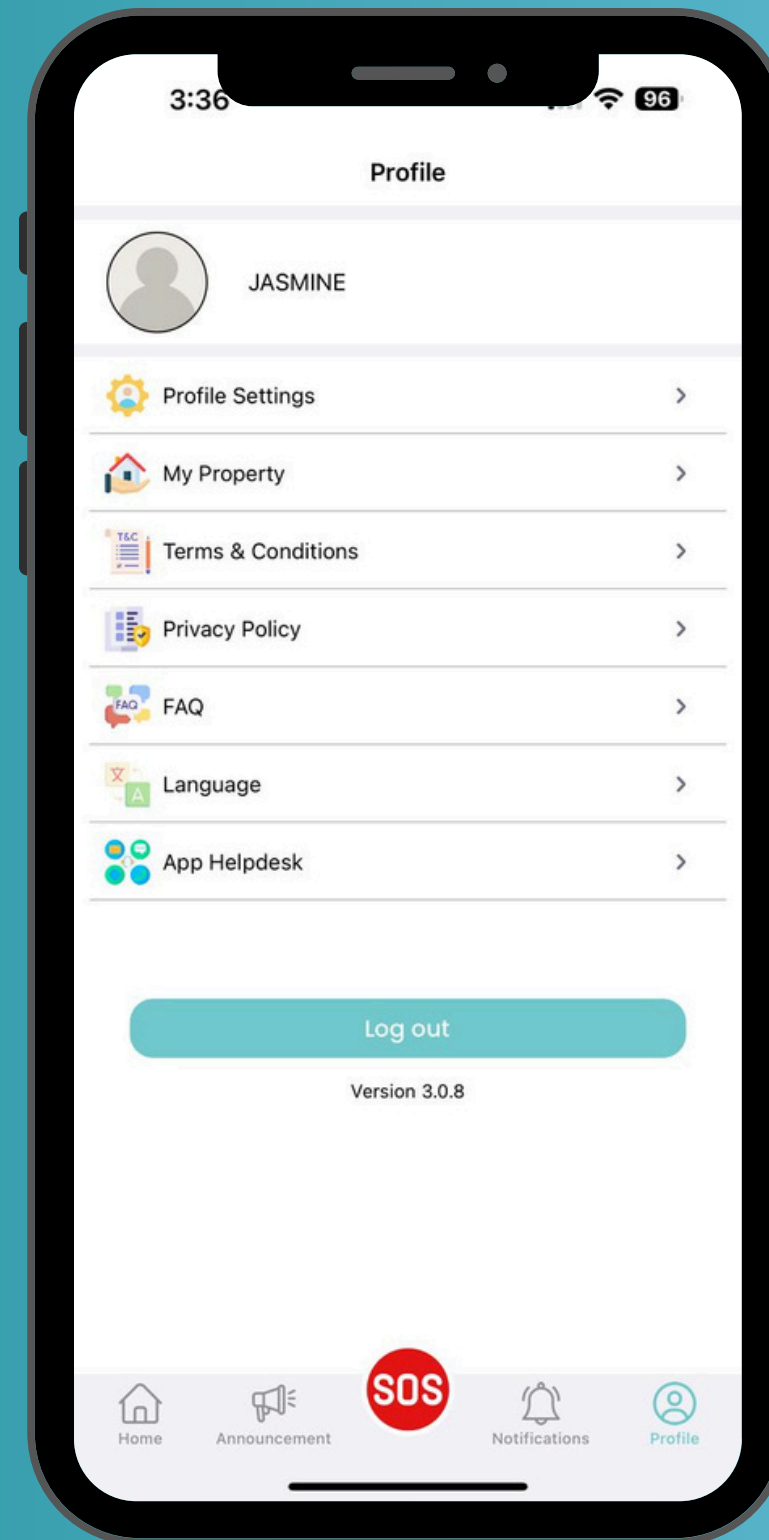 3:36
96
Profile
JASMINE
Profile Settings
My Property
T&C
Terms & Conditions
Privacy Policy
FAQ
FAQ
文
A
Language
App Helpdesk
Log out
Version 3.0.8
SOS
Home
Announcement
Notifications
Profile